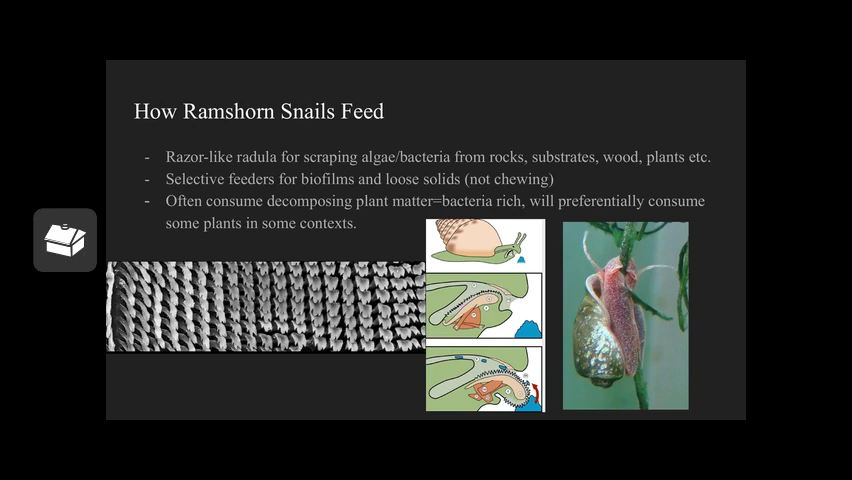 How Ramshorn Snails Feed
- Razor-like radula for scraping algae/bacteria from rocks, substrates, wood, plants etc.
- Selective feeders for biofilms and loose solids (not chewing)
- Often consume decomposing plant matter=bacteria rich, will preferentially consume
some plants in some contexts.